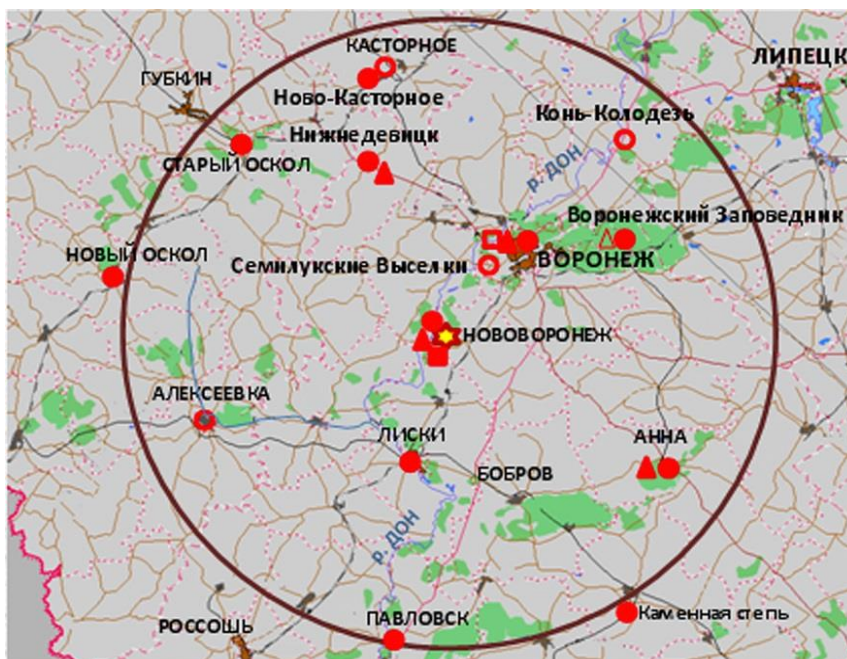 КАСТОРНОЕ
ЛИПЕЦК
ГУБКИН
Ново-Касторное
Конь-Колодезь
Нижнедевицк
СТАРЫЙ ОСКОЛ
р. ДОН
Воронежский Заповедник
НОВЫЙ ОСКОЛ
Семилукские Выселки
ВОРОНЕЖ
НОВОВОРОНЕЖ
АЛЕКСЕЕВКА
ЛИСКИ
АННА
БОБРОВ
р. ДОН
ПАВЛОВСК
Каменная степь
РОССОШЬ